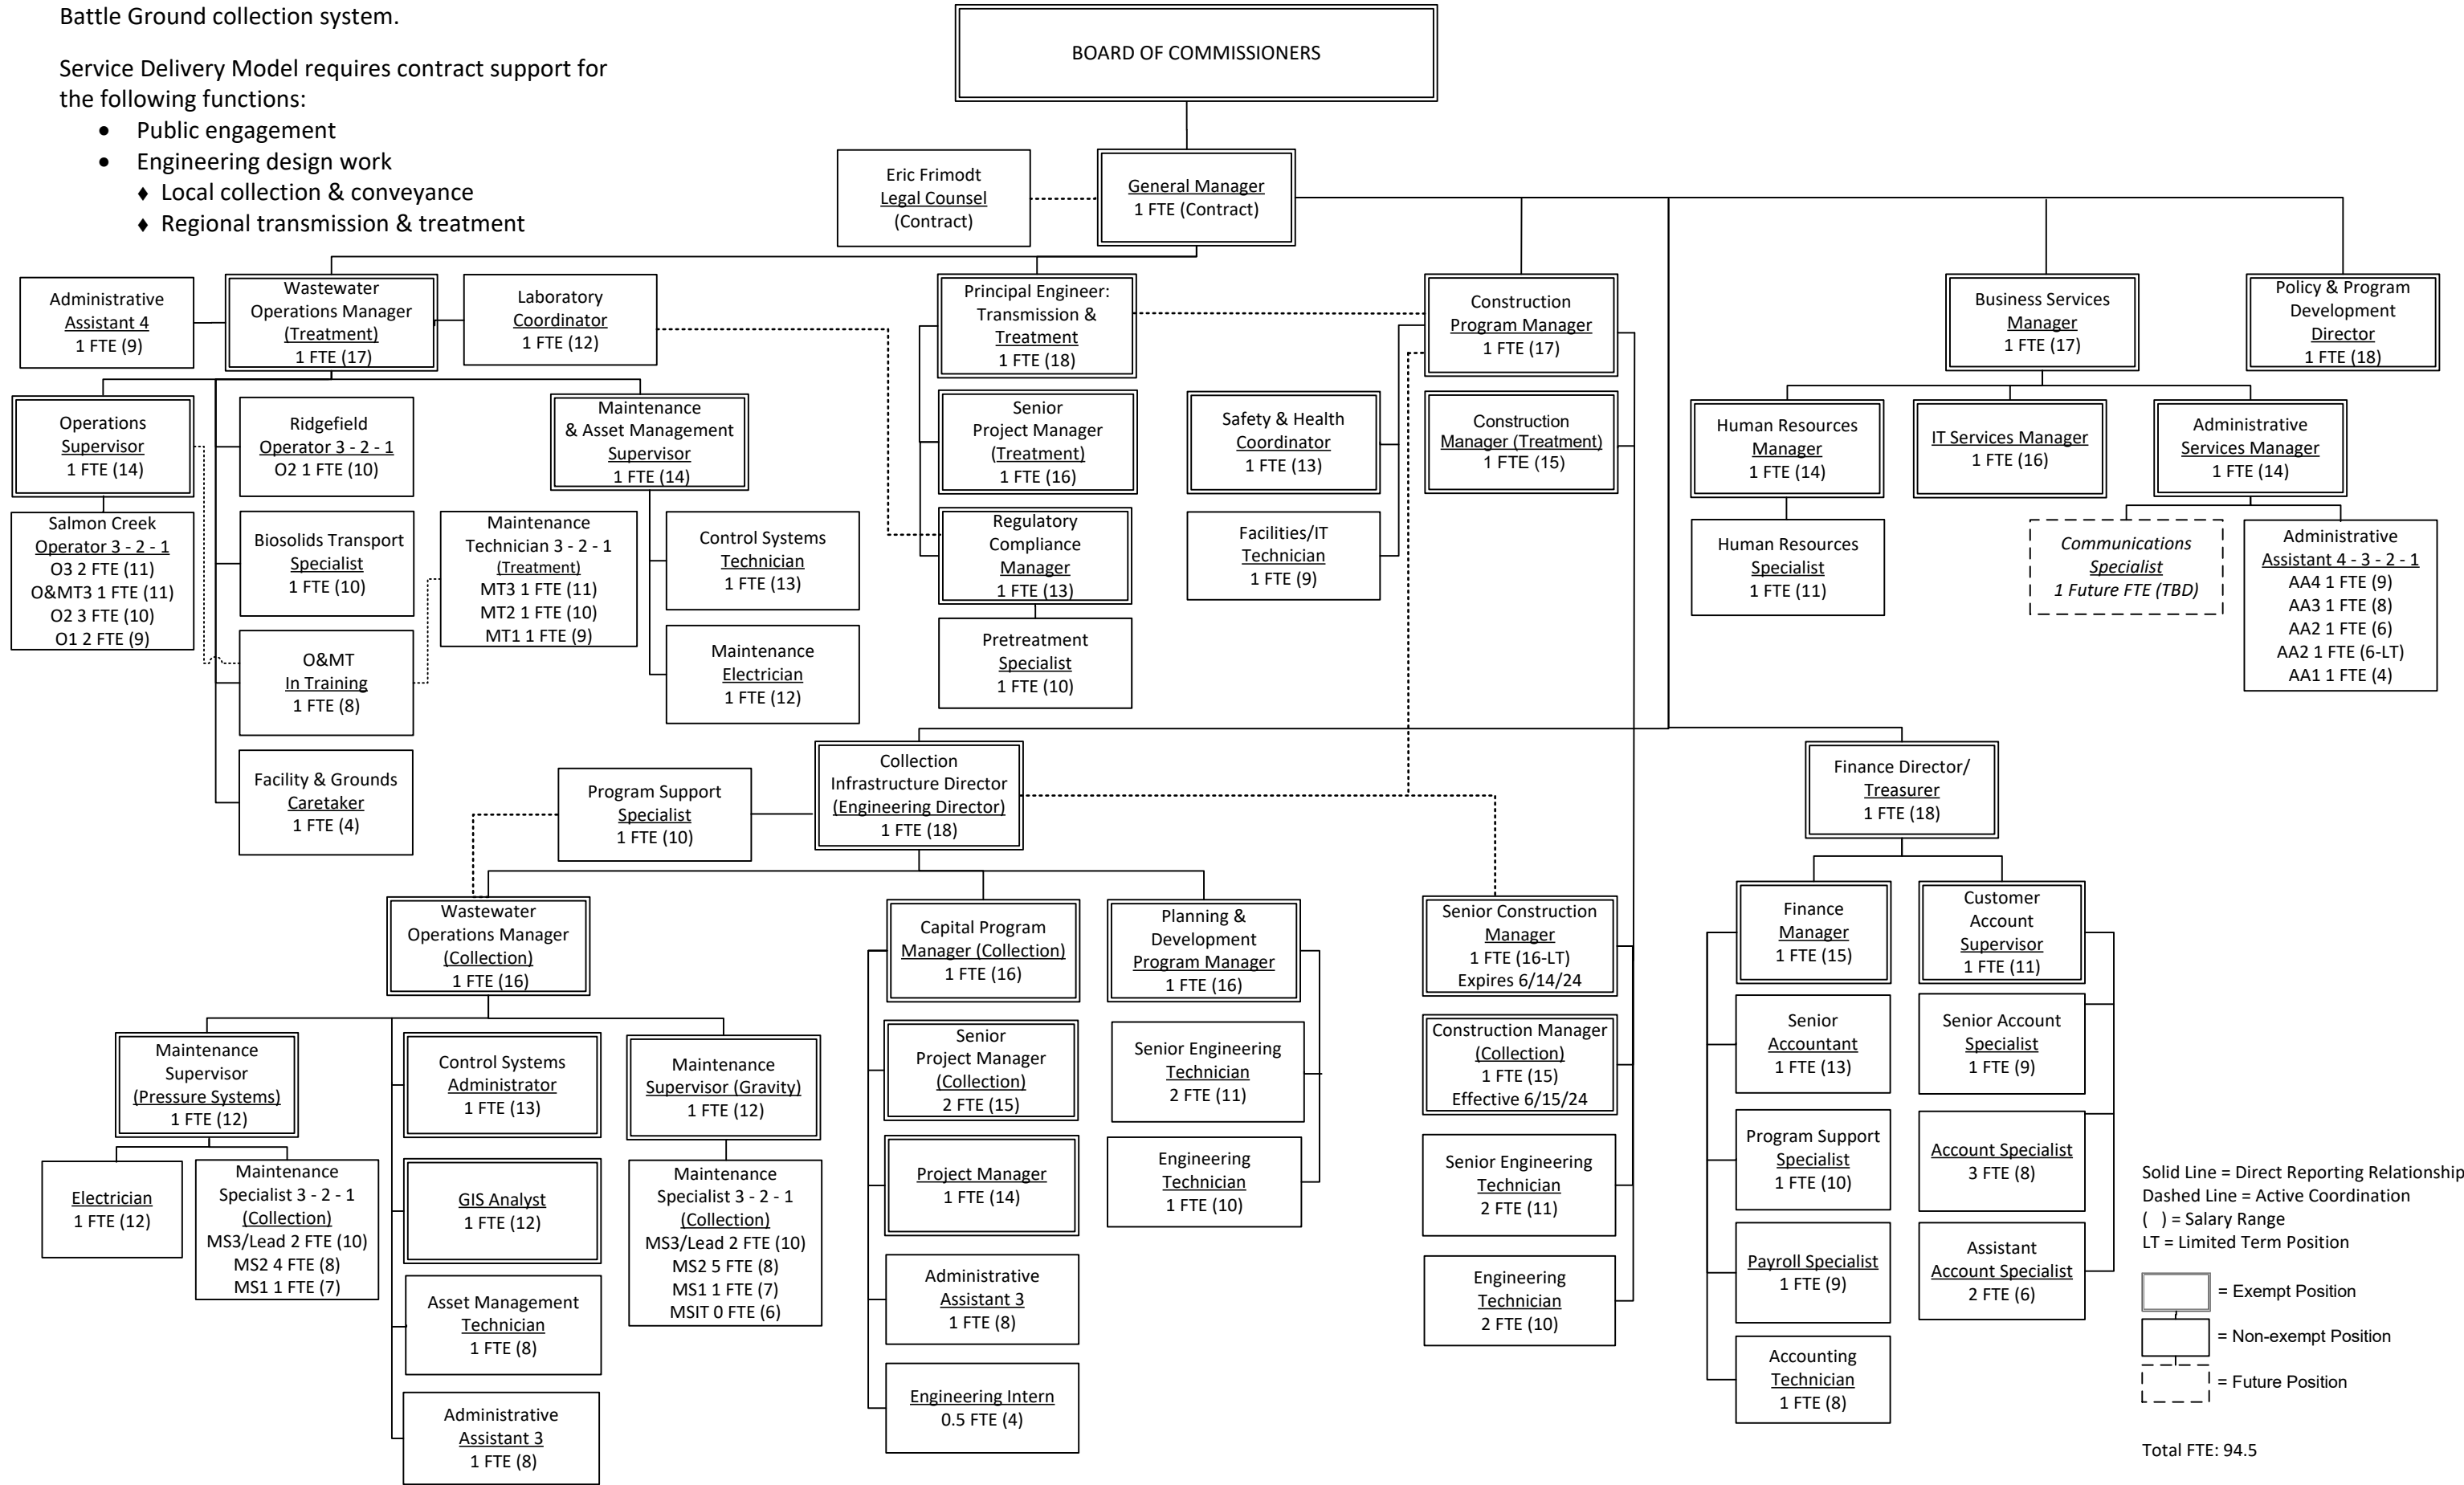 Battle Ground collection system.
Service Delivery Model requires contract support for
the following functions:
• Public engagement
• Engineering design work
♦ Local collection & conveyance
♦ Regional transmission & treatment
BOARD OF COMMISSIONERS
Eric Frimodt
Legal Counsel
(Contract)
General Manager
1 FTE (Contract)
Administrative
Assistant 4
1 FTE (9)
Wastewater
Operations Manager
(Treatment)
1 FTE (17)
Laboratory
Coordinator
1 FTE (12)
Principal Engineer:
Transmission &
Treatment
1 FTE (18)
Construction
Program Manager
1 FTE (17)
Business Services
Manager
1 FTE (17)
Policy & Program
Development
Director
1 FTE (18)
Operations
Supervisor
1 FTE (14)
Ridgefield
Operator 3 - 2 - 1
O2 1 FTE (10)
Maintenance
& Asset Management
Supervisor
1 FTE (14)
Senior
Project Manager
(Treatment)
1 FTE (16)
Safety & Health
Coordinator
1 FTE (13)
Construction
Manager (Treatment)
1 FTE (15)
Human Resources
Manager
1 FTE (14)
IT Services Manager
1 FTE (16)
Administrative
Services Manager
1 FTE (14)
Salmon Creek
Operator 3 - 2 - 1
O3 2 FTE (11)
O&MT3 1 FTE (11)
O2 3 FTE (10)
O1 2 FTE (9)
Biosolids Transport
Specialist
1 FTE (10)
Maintenance
Technician 3 - 2 - 1
(Treatment)
MT3 1 FTE (11)
MT2 1 FTE (10)
MT1 1 FTE (9)
Control Systems
Technician
1 FTE (13)
Regulatory
Compliance
Manager
1 FTE (13)
Facilities/IT
Technician
1 FTE (9)
Human Resources
Specialist
1 FTE (11)
Communications
Specialist
1 Future FTE (TBD)
Administrative
Assistant 4 - 3 - 2 - 1
AA4 1 FTE (9)
AA3 1 FTE (8)
AA2 1 FTE (6)
AA2 1 FTE (6-LT)
AA1 1 FTE (4)
O&MT
In Training
1 FTE (8)
Maintenance
Electrician
1 FTE (12)
Pretreatment
Specialist
1 FTE (10)
Facility & Grounds
Caretaker
1 FTE (4)
Program Support
Specialist
1 FTE (10)
Collection
Infrastructure Director
(Engineering Director)
1 FTE (18)
Finance Director/
Treasurer
1 FTE (18)
Wastewater
Operations Manager
(Collection)
1 FTE (16)
Capital Program
Manager (Collection)
1 FTE (16)
Planning &
Development
Program Manager
1 FTE (16)
Senior Construction
Manager
1 FTE (16-LT)
Expires 6/14/24
Finance
Manager
1 FTE (15)
Customer
Account
Supervisor
1 FTE (11)
Maintenance
Supervisor
(Pressure Systems)
1 FTE (12)
Control Systems
Administrator
1 FTE (13)
Maintenance
Supervisor (Gravity)
1 FTE (12)
Senior
Project Manager
(Collection)
2 FTE (15)
Senior Engineering
Technician
2 FTE (11)
Construction Manager
(Collection)
1 FTE (15)
Effective 6/15/24
Senior
Accountant
1 FTE (13)
Senior Account
Specialist
1 FTE (9)
Electrician
1 FTE (12)
Maintenance
Specialist 3 - 2 - 1
(Collection)
MS3/Lead 2 FTE (10)
MS2 4 FTE (8)
MS1 1 FTE (7)
GIS Analyst
1 FTE (12)
Maintenance
Specialist 3 - 2 - 1
(Collection)
MS3/Lead 2 FTE (10)
MS2 5 FTE (8)
MS1 1 FTE (7)
MSIT 0 FTE (6)
Project Manager
1 FTE (14)
Engineering
Technician
1 FTE (10)
Senior Engineering
Technician
2 FTE (11)
Program Support
Specialist
1 FTE (10)
Account Specialist
3 FTE (8)
Asset Management
Technician
1 FTE (8)
Administrative
Assistant 3
1 FTE (8)
Engineering
Technician
2 FTE (10)
Payroll Specialist
1 FTE (9)
Assistant
Account Specialist
2 FTE (6)
Administrative
Assistant 3
1 FTE (8)
Engineering Intern
0.5 FTE (4)
Accounting
Technician
1 FTE (8)
Solid Line = Direct Reporting Relationship
Dashed Line = Active Coordination
( ) = Salary Range
LT = Limited Term Position
= Exempt Position
= Non-exempt Position
= Future Position
Total FTE: 94.5